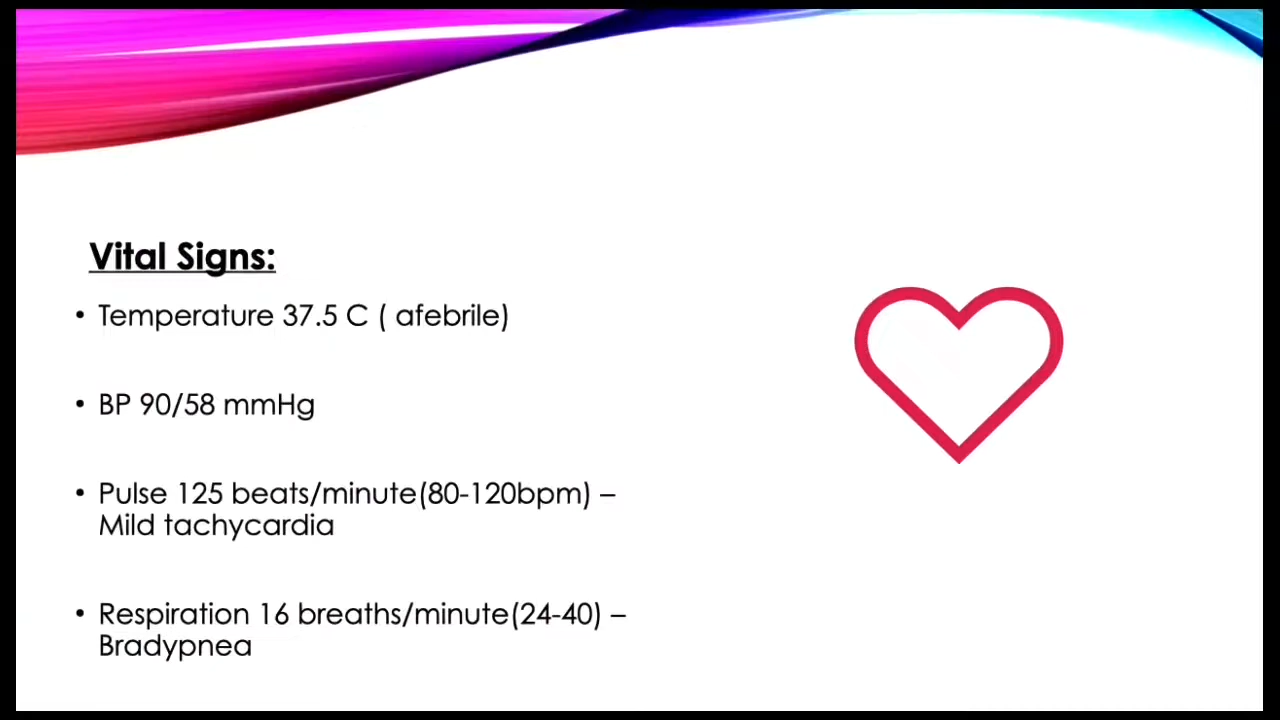 Vital Signs:
• Temperature 37.5 C ( afebrile)
• BP 90/58 mmHg
• Pulse 125 beats/minute(80-120bpm) –
Mild tachycardia
• Respiration 16 breaths/minute(24-40) –
Bradypnea